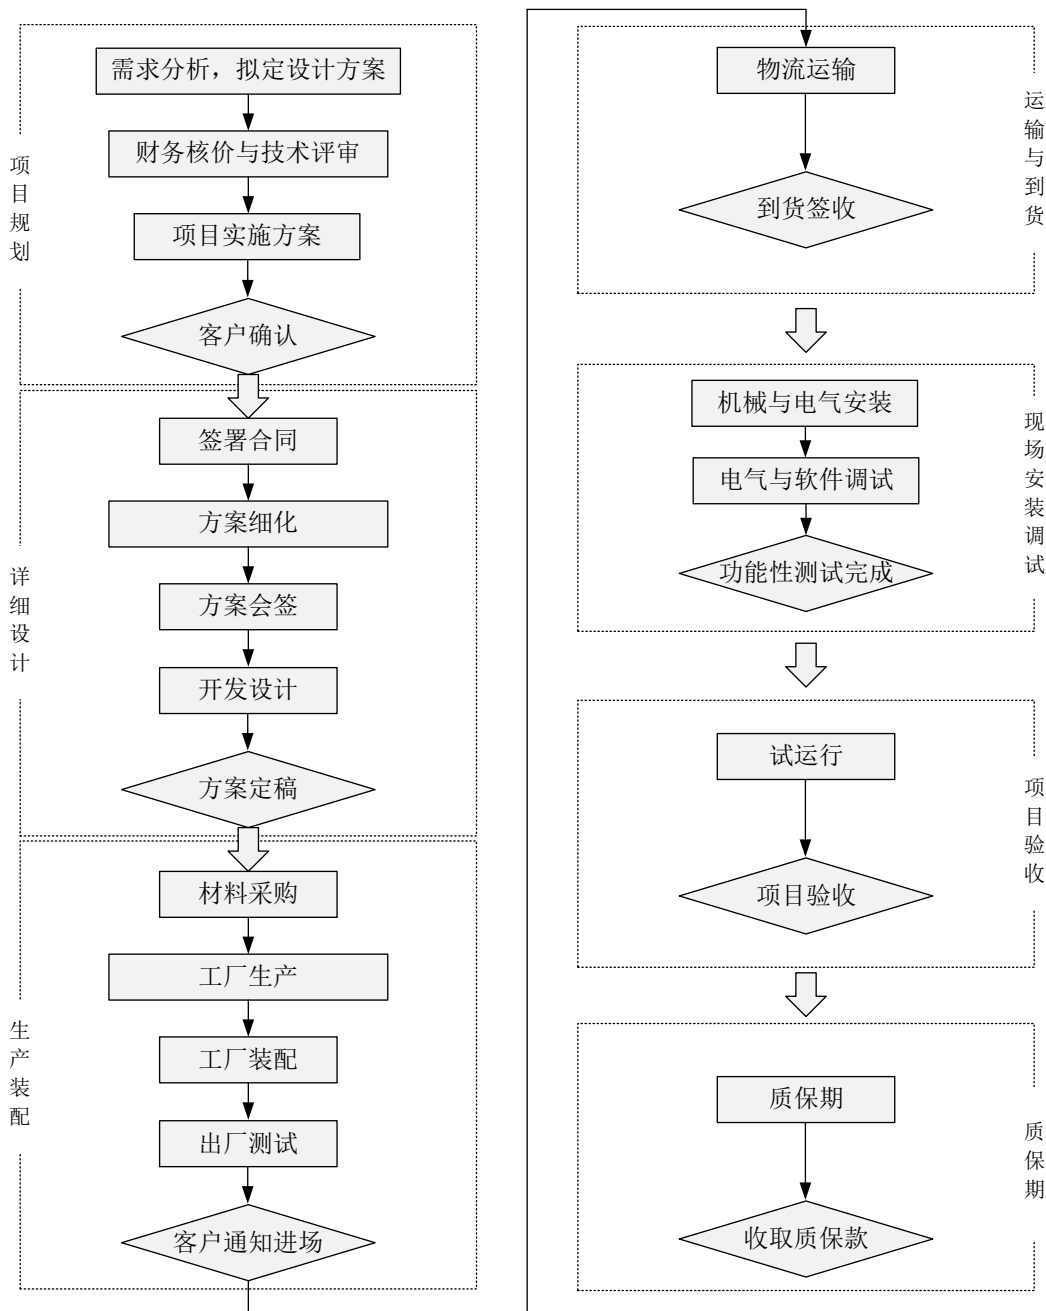 项目规划
需求分析，拟定设计方案
财务核价与技术评审
项目实施方案
客户确认
详细设计
签署合同
方案细化
方案会签
开发设计
方案定稿
生产装配
材料采购
工厂生产
工厂装配
出厂测试
客户通知进场
运输与到货
物流运输
到货签收
现场安装调试
机械与电气安装
电气与软件调试
功能性测试完成
项目验收
试运行
项目验收
质保期
质保期
收取质保款